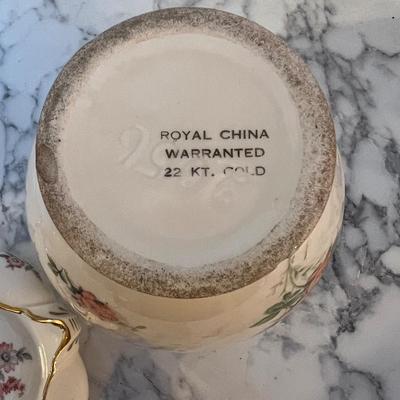 ROYAL CHINA
WARRANTED
22 KT. GOLD